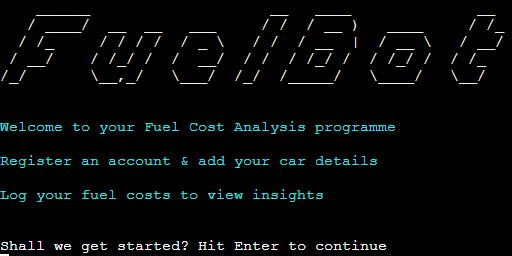 FuelBot
Welcome to your Fuel Cost Analysis programme
Register an account & add your car details
Log your fuel costs to view insights
Shall we get started? Hit Enter to continue